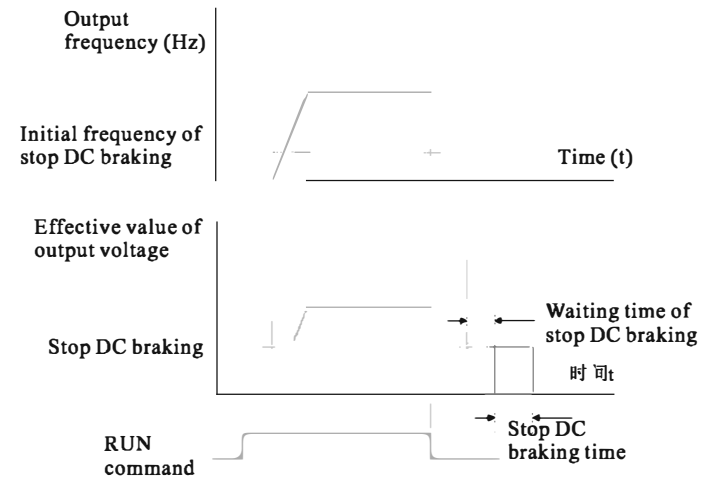 Output
frequency (Hz)
Initial frequency of
stop DC braking
Time (t)
Effective value of
output voltage
Waiting time of
stop DC braking
Stop DC braking
时间t
Stop DC
braking time
RUN
command